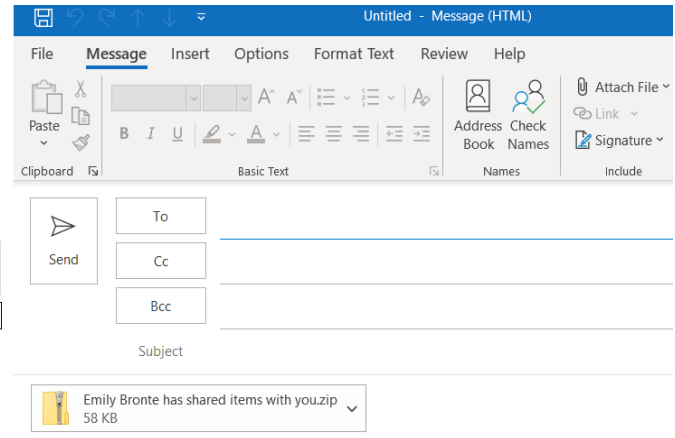 Untitled - Message (HTML)
File Message Insert Options Format Text Review Help
Paste
B I U A
A A A
Address Book
Check Names
Attach File
Link
Signature
Clipboard Basic Text Names Include
Send
To
Cc
Bcc
Subject
Emily Bronte has shared items with you.zip
58 KB